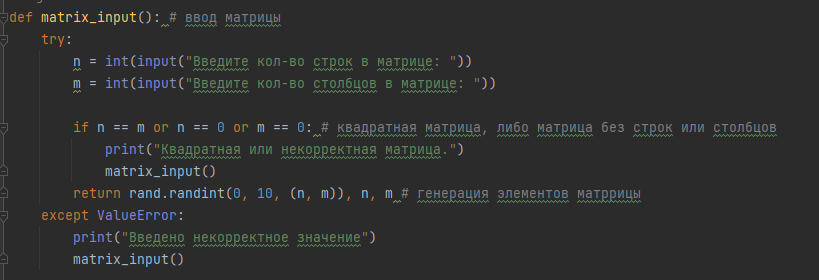 def matrix_input(): # ввод матрицы
try:
n = int(input("Введите кол-во строк в матрице: "))
m = int(input("Введите кол-во столбцов в матрице: "))
if n == m or n == 0 or m == 0: # квадратная матрица, либо матрица без строк или столбцов
print("Квадратная или некорректная матрица.")
matrix_input()
return rand.randint(0, 10, (n, m)), n, m # генерация элементов матррицы
except ValueError:
print("Введено некорректное значение")
matrix_input()